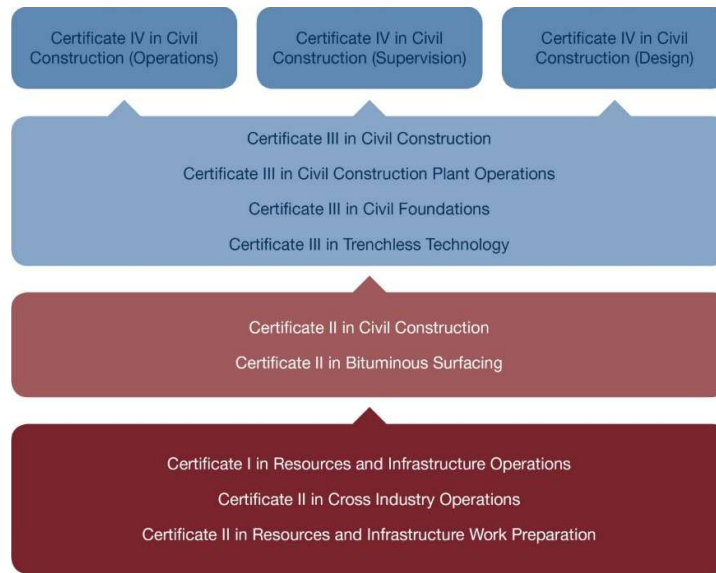 Certificate IV in Civil
Construction (Operations)
Certificate IV in Civil
Construction (Supervision)
Certificate IV in Civil
Construction (Design)
Certificate III in Civil Construction
Certificate III in Civil Construction Plant Operations
Certificate III in Civil Foundations
Certificate III in Trenchless Technology
Certificate II in Civil Construction
Certificate II in Bituminous Surfacing
Certificate I in Resources and Infrastructure Operations
Certificate II in Cross Industry Operations
Certificate II in Resources and Infrastructure Work Preparation